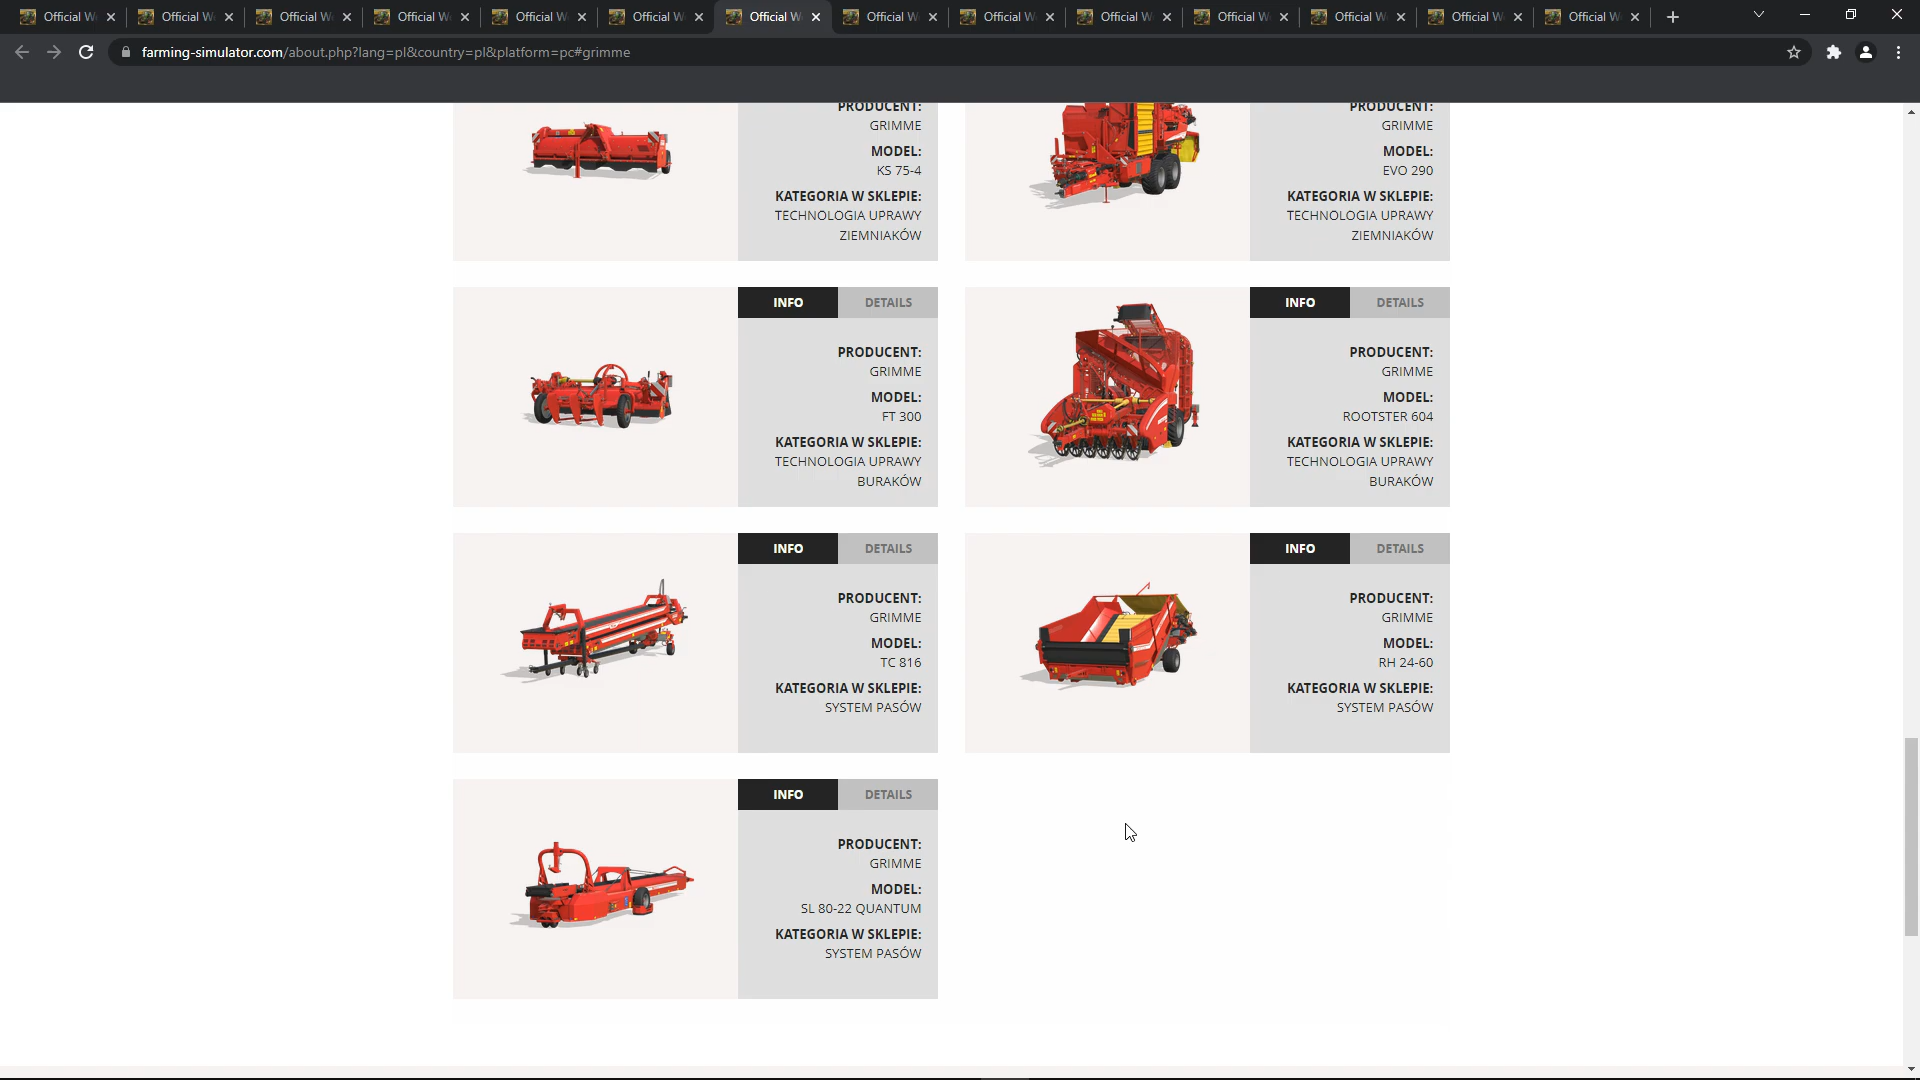 Official W
Official W
Official W
Official W
Official W
Official W
Official W
Official W
Official W
Official W
Official W
Official W
Official W
Official W
farming-simulator.com/about.php?lang=pl&country=pl&platform=pc#grimme
PRODUCENT:
GRIMME
MODEL:
KS 75-4
KATEGORIA W SKLEPIE:
TECHNOLOGIA UPRAWY
ZIEMNIAKÓW
PRODUCENT:
GRIMME
MODEL:
EVO 290
KATEGORIA W SKLEPIE:
TECHNOLOGIA UPRAWY
ZIEMNIAKÓW
INFO DETAILS
PRODUCENT:
GRIMME
MODEL:
FT 300
KATEGORIA W SKLEPIE:
TECHNOLOGIA UPRAWY
BURAKÓW
INFO DETAILS
PRODUCENT:
GRIMME
MODEL:
ROOTSTER 604
KATEGORIA W SKLEPIE:
TECHNOLOGIA UPRAWY
BURAKÓW
INFO DETAILS
PRODUCENT:
GRIMME
MODEL:
TC 816
KATEGORIA W SKLEPIE:
SYSTEM PASÓW
INFO DETAILS
PRODUCENT:
GRIMME
MODEL:
RH 24-60
KATEGORIA W SKLEPIE:
SYSTEM PASÓW
INFO DETAILS
PRODUCENT:
GRIMME
MODEL:
SL 80-22 QUANTUM
KATEGORIA W SKLEPIE:
SYSTEM PASÓW